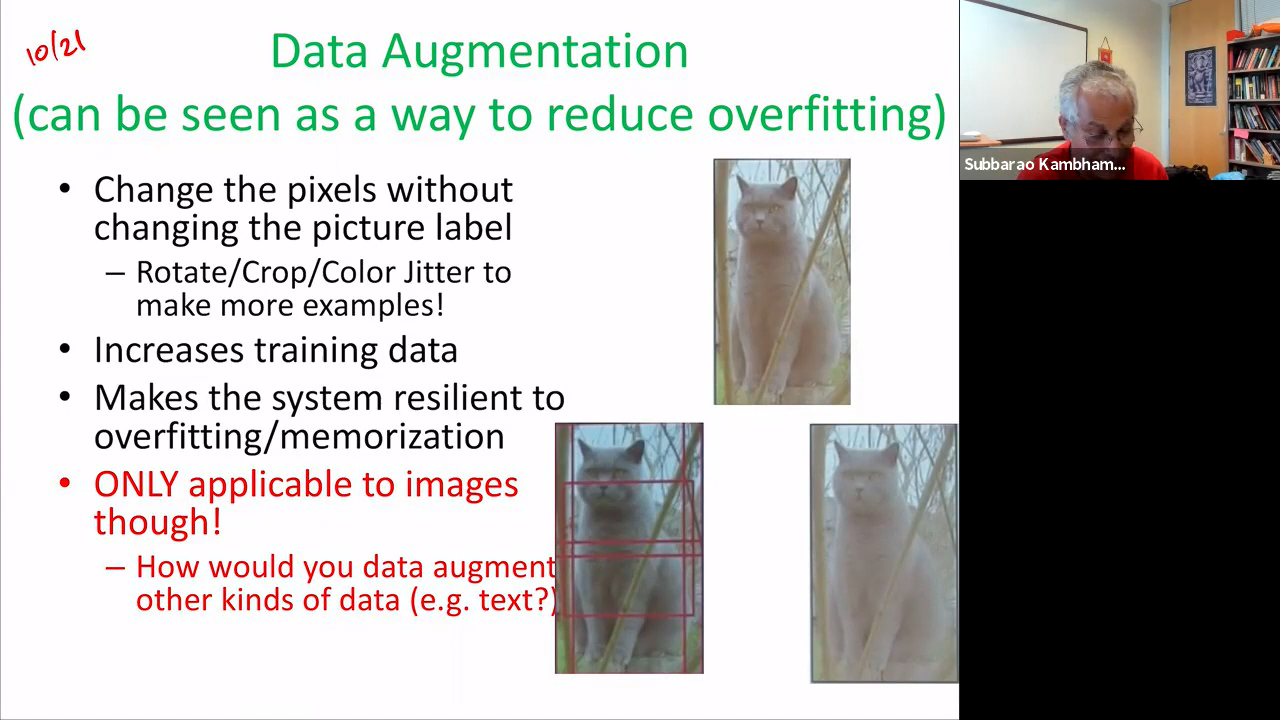 10/21
Data Augmentation
(can be seen as a way to reduce overfitting)
• Change the pixels without
changing the picture label
– Rotate/Crop/Color Jitter to
make more examples!
• Increases training data
• Makes the system resilient to
overfitting/memorization
• ONLY applicable to images
though!
– How would you data augment
other kinds of data (e.g. text?)
Subbarao Kambham...